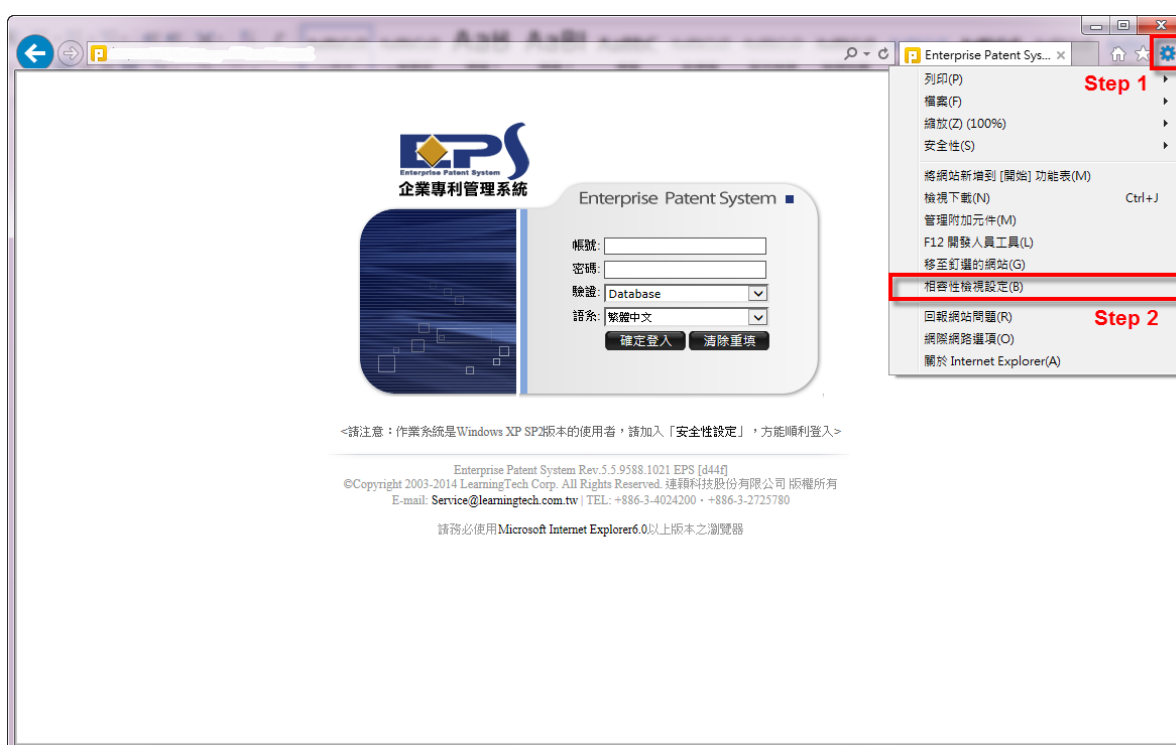 Enterprise Patent Sys...
Step 1
列印(P)
檔案(F)
縮放(Z) (100%)
安全性(S)
將網站新增到 [開始] 功能表(M)
檢視下載(N) Ctrl+J
管理附加元件(M)
F12 開發人員工具(L)
移至釘選的網站(G)
相容性檢視設定(B)
Step 2
回報網站問題(R)
網際網路選項(O)
關於 Internet Explorer(A)
EPS
Enterprise Patent System
企業專利管理系統
Enterprise Patent System
帳號:
密碼:
驗證: Database
語系: 繁體中文
確定登入 清除重填
<請注意：作業系統是Windows XP SP2版本的使用者，請加入「安全性設定」，方能順利登入>
Enterprise Patent System Rev.5.5.9588.1021 EPS [d44f]
©Copyright 2003-2014 LearningTech Corp. All Rights Reserved. 連穎科技股份有限公司 版權所有
E-mail: Service@learningtech.com.tw | TEL: +886-3-4024200・+886-3-2725780
請務必使用Microsoft Internet Explorer6.0以上版本之瀏覽器